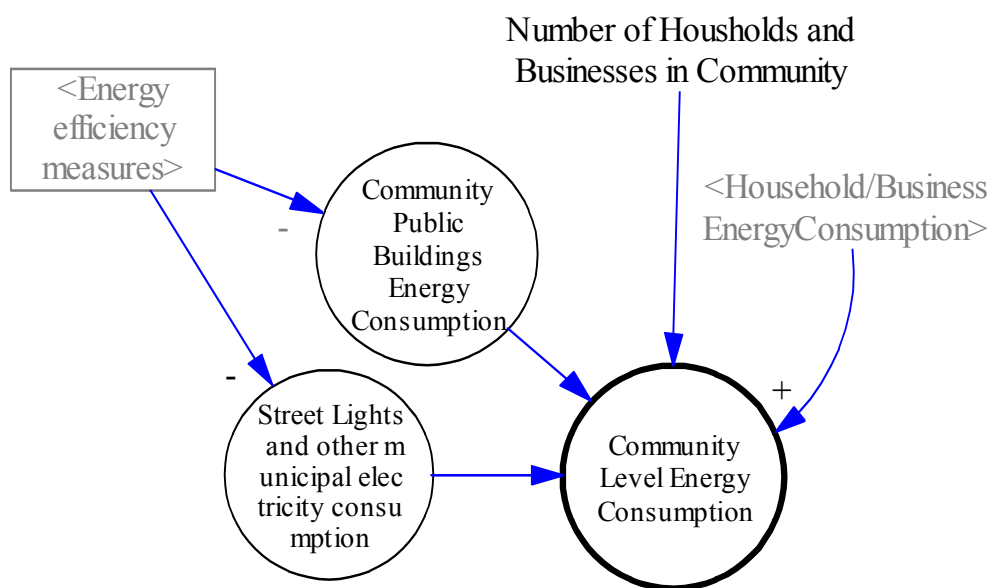 Number of Housholds and
Businesses in Community
<Energy
efficiency
measures>
<Household/Business
EnergyConsumption>
Community
Public
Buildings
Energy
Consumption
-
-
+
Street Lights
and other m
unicipal elec
tricity consu
mption
Community
Level Energy
Consumption